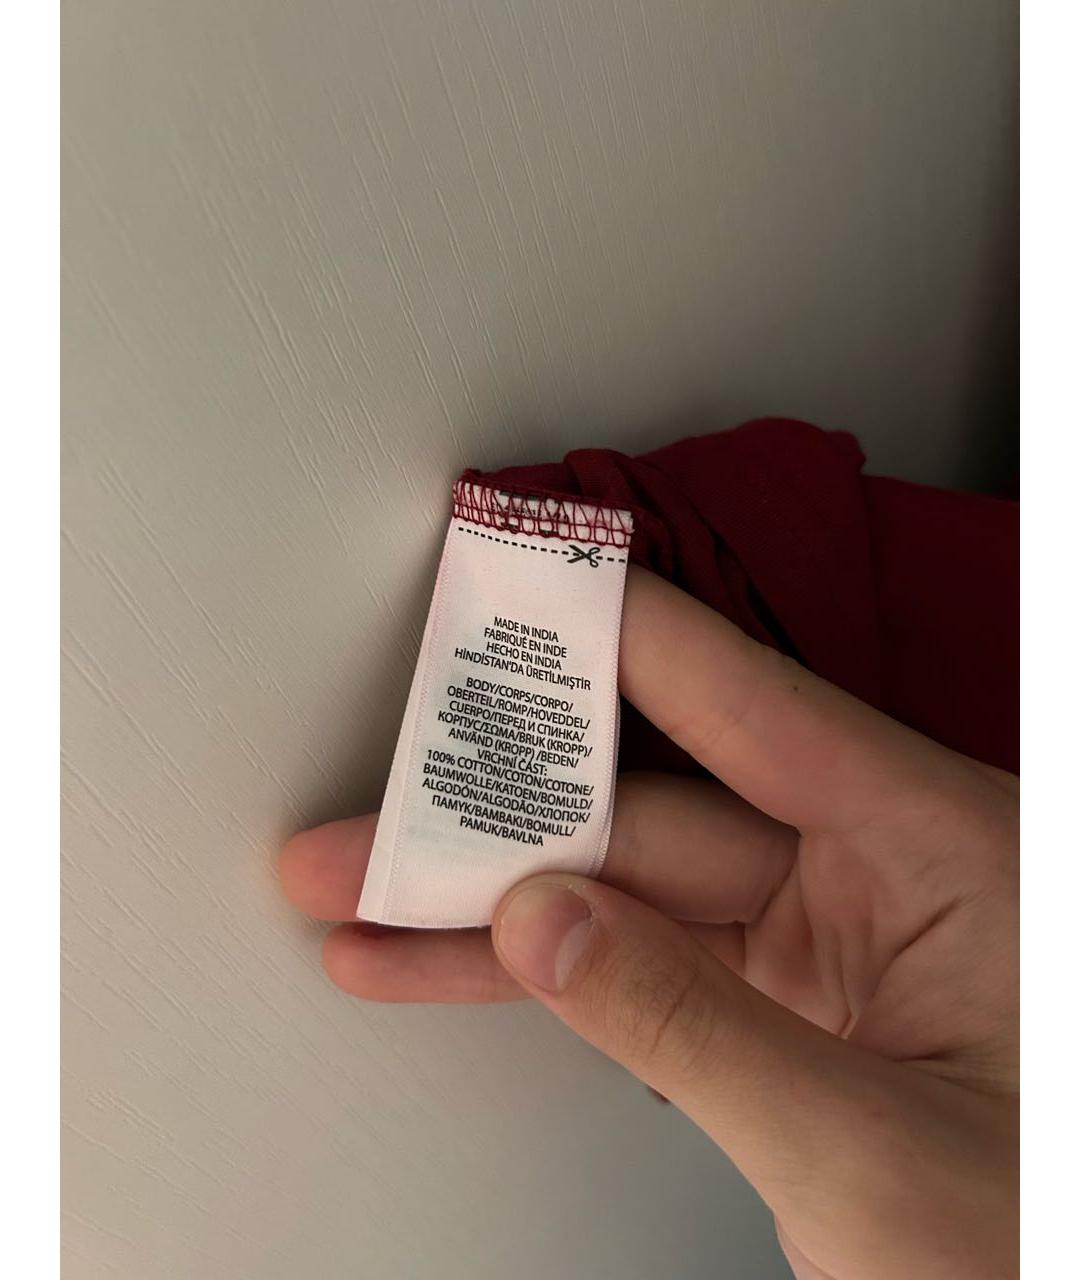 MADE IN INDIA
FABRIQUÉ EN INDE
HECHO EN INDIA
HİNDİSTAN'DA ÜRETİLMİŞTİR
BODY/CORPS/CORPO/
OBERTEIL/ROMP/HOVEDDEL/
CUERPO/ПЕРЕД И СПИНКА/
КОРПУС/ΣΩΜΑ/BRUK (KROPP)/
ANVÄND (KROPP) /BEDEN/
VRCHNÍ ČÁST:
100% COTTON/COTON/COTONE/
BAUMWOLLE/KATOEN/BOMULD/
ALGODÓN/ALGODÃO/ХЛОПОК/
ПАМУК/ΒΑΜΒΑΚΙ/BOMULL/
PAMUK/BAVLNA